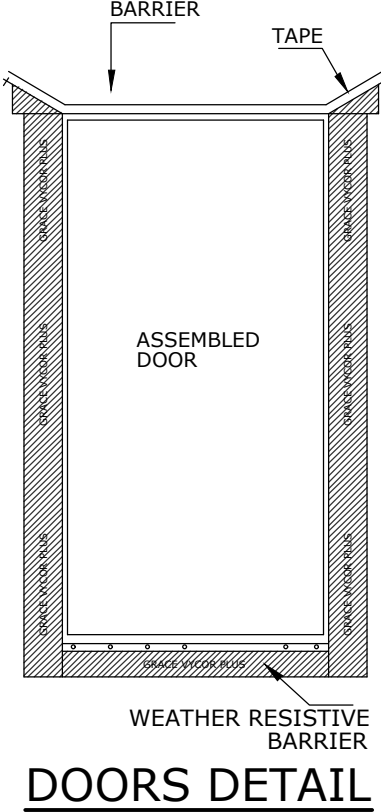 BARRIER
TAPE
GRACE VYCOR PLUS
GRACE VYCOR PLUS
GRACE VYCOR PLUS
GRACE VYCOR PLUS
ASSEMBLED
DOOR
GRACE VYCOR PLUS
GRACE VYCOR PLUS
GRACE VYCOR PLUS
WEATHER RESISTIVE
BARRIER
DOORS DETAIL